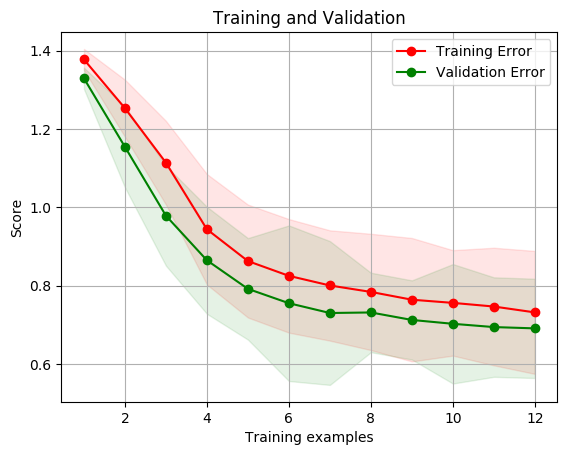 Training and Validation
Training Error
Validation Error
Score
1.4
1.2
1.0
0.8
0.6
2 4 6 8 10 12
Training examples